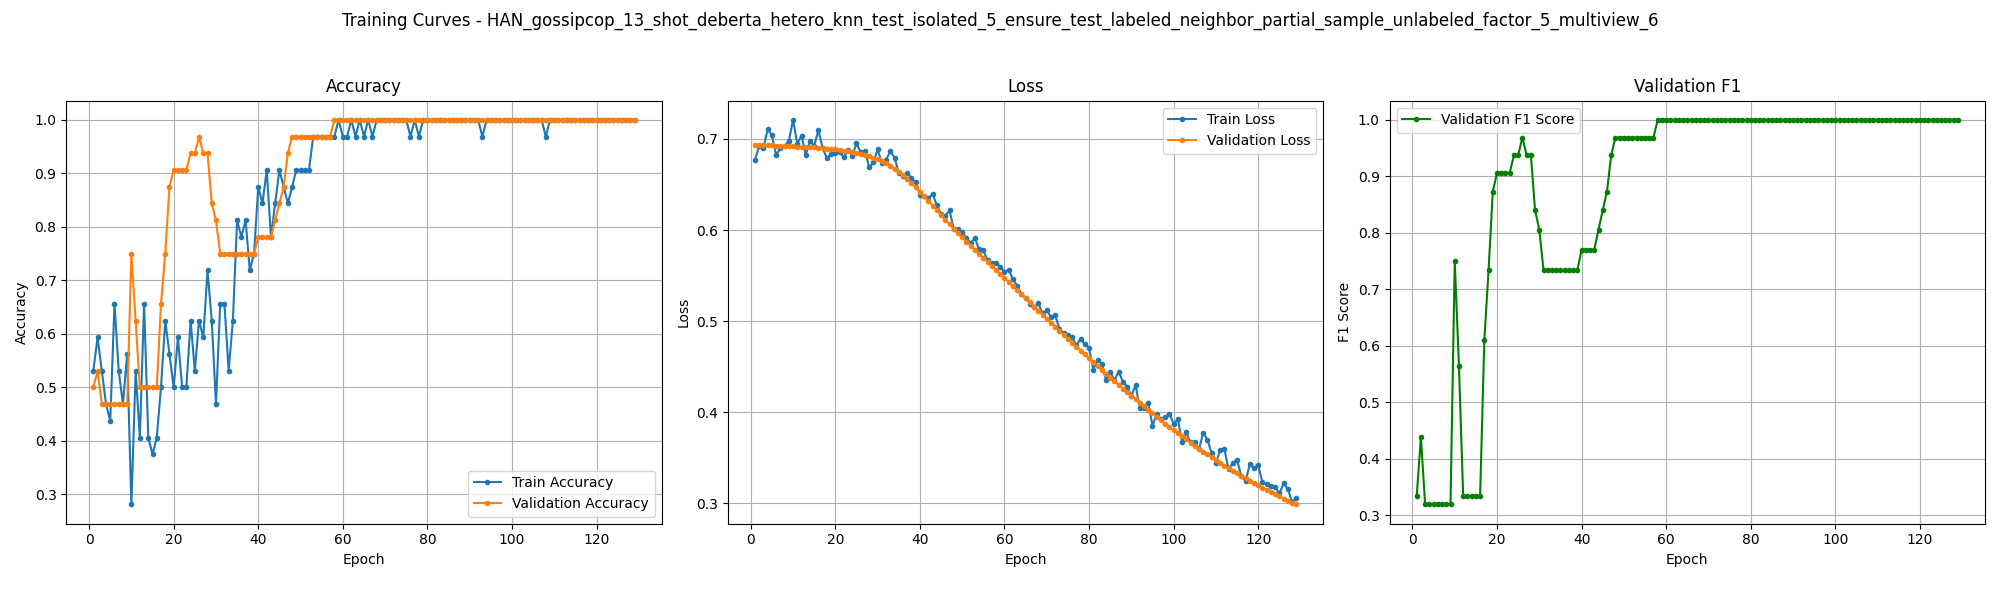 Training Curves - HAN_gossipcop_13_shot_deberta_hetero_knn_test_isolated_5_ensure_test_labeled_neighbor_partial_sample_unlabeled_factor_5_multiview_6
Accuracy
1.0
0.9
0.8
0.7
0.6
0.5
0.4
0.3
Accuracy
Train Accuracy
Validation Accuracy
0 20 40 60 80 100 120
Epoch
Loss
0.7
0.6
0.5
0.4
0.3
Loss
Train Loss
Validation Loss
0 20 40 60 80 100 120
Epoch
Validation F1
1.0
0.9
0.8
0.7
0.6
0.5
0.4
0.3
F1 Score
Validation F1 Score
0 20 40 60 80 100 120
Epoch